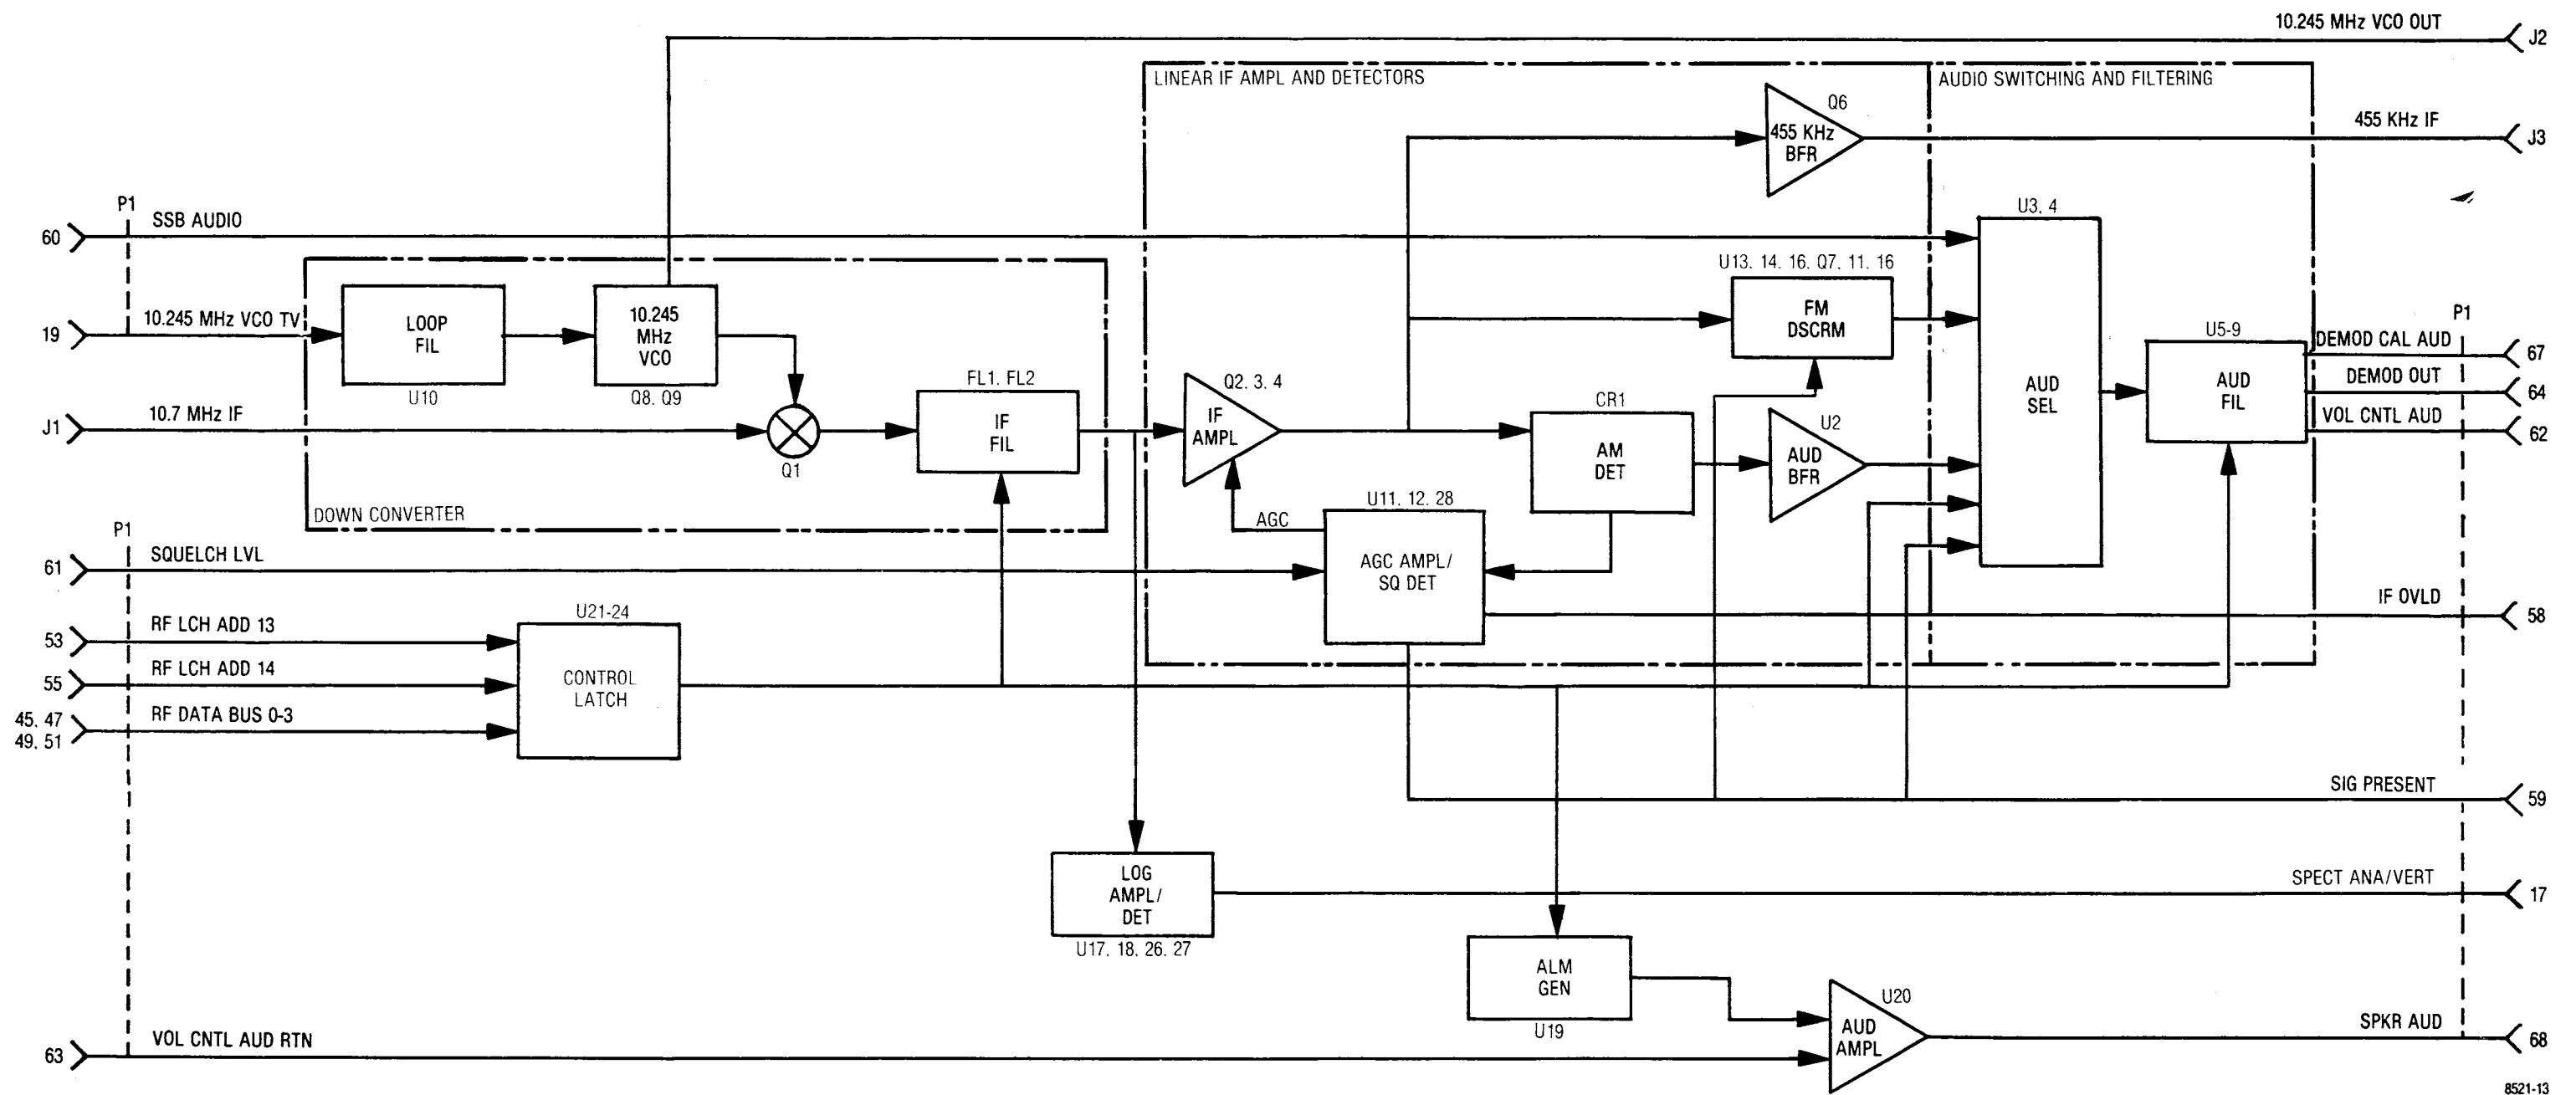 10.245 MHz VCO OUT
J2
LINEAR IF AMPL AND DETECTORS
AUDIO SWITCHING AND FILTERING
Q6
455 KHz
BFR
455 KHz IF
J3
P1
60
SSB AUDIO
U3, 4
19
10.245 MHz VCO TV
LOOP
FIL
U10
10.245
MHz
VCO
Q8, Q9
U13, 14, 16, Q7, 11, 16
FM
DSCRM
P1
U5-9
AUD
FIL
DEMOD CAL AUD
67
DEMOD OUT
64
VOL CNTL AUD
62
AUD
SEL
J1
10.7 MHz IF
Q1
FL1, FL2
IF
FIL
Q2, 3, 4
IF
AMPL
CR1
AM
DET
U2
AUD
BFR
DOWN CONVERTER
AGC
U11, 12, 28
AGC AMPL/
SQ DET
P1
61
SQUELCH LVL
IF OVLD
58
53
RF LCH ADD 13
55
RF LCH ADD 14
45, 47
49, 51
RF DATA BUS 0-3
U21-24
CONTROL
LATCH
SIG PRESENT
59
LOG
AMPL/
DET
U17, 18, 26, 27
SPECT ANA/VERT
17
ALM
GEN
U19
U20
AUD
AMPL
63
VOL CNTL AUD RTN
SPKR AUD
68
8521-13